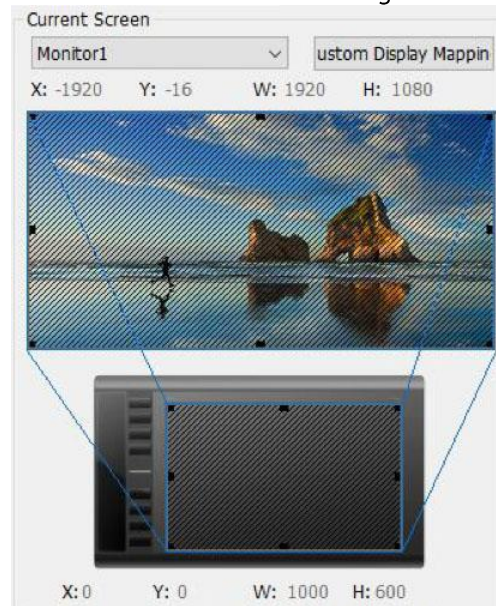 Current Screen
Monitor1
ustom Display Mappin
X: -1920 Y: -16 W: 1920 H: 1080
X: 0 Y: 0 W: 1000 H: 600